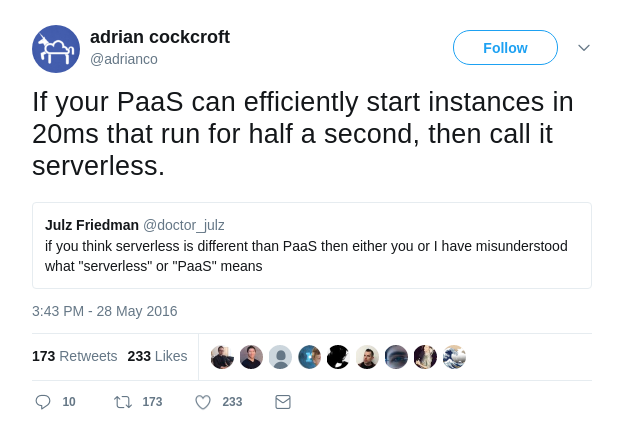 adrian cockcroft
@adrianco
Follow
If your PaaS can efficiently start instances in
20ms that run for half a second, then call it
serverless.
Julz Friedman @doctor_julz
if you think serverless is different than PaaS then either you or I have misunderstood
what "serverless" or "PaaS" means
3:43 PM - 28 May 2016
173 Retweets 233 Likes
10 173 233